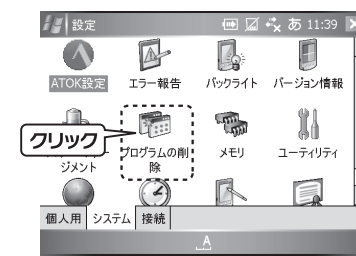 設定
あ 11:39
ATOK設定
エラー報告
バックライト
バージョン情報
クリック
ジメント
プログラムの削
除
メモリ
ユーティリティ
個人用
システム
接続
A